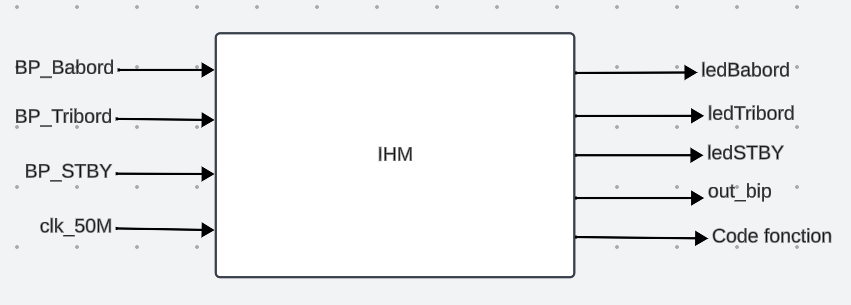 BP_Babord
BP_Tribord
BP_STBY
clk_50M
IHM
ledBabord
ledTribord
ledSTBY
out_bip
Code fonction